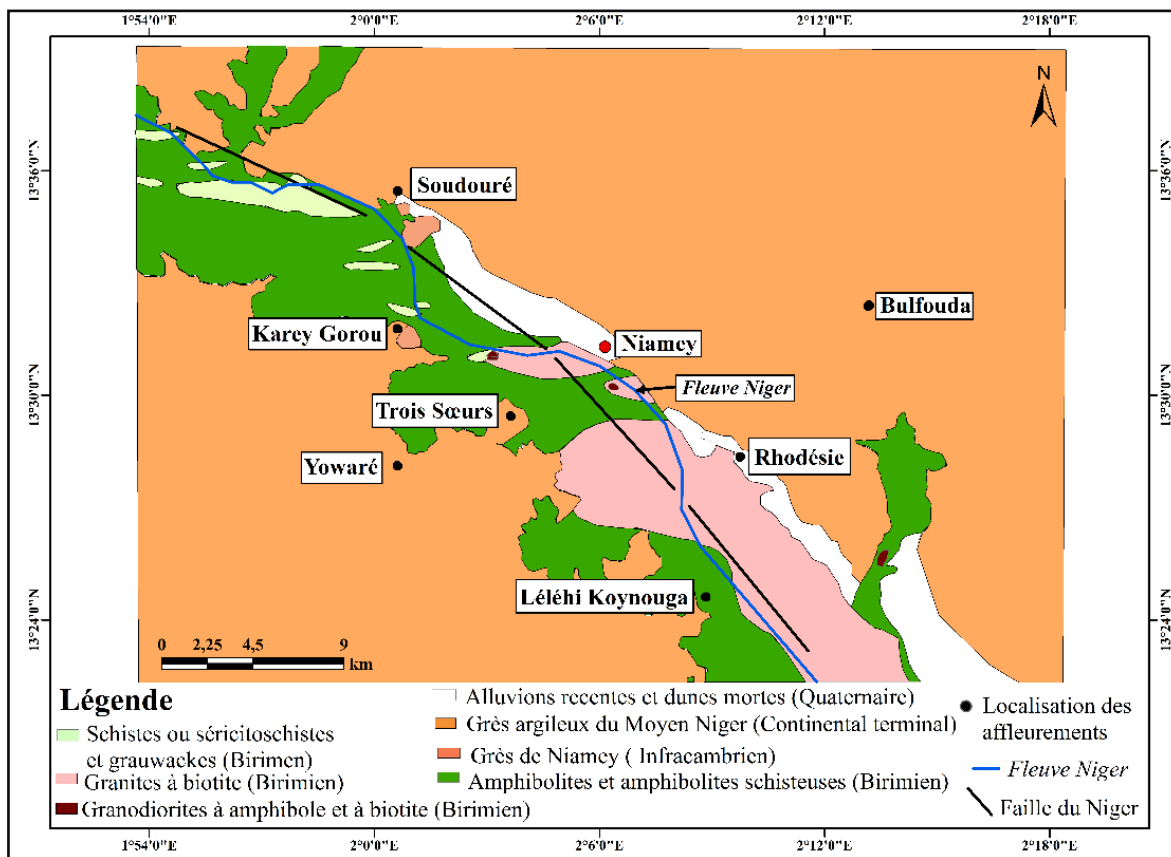 1°54'0"E 2°0'0"E 2°6'0"E 2°12'0"E 2°18'0"E
N
13°36'0"N 13°36'0"N
Soudouré
Bulfouda
Karey Gorou
Niamey
Fleuve Niger
13°30'0"N 13°30'0"N
Trois Sœurs
Yowaré
Rhodésie
Léléhi Koynouga
13°24'0"N 13°24'0"N
0 2,25 4,5 9
km
Légende
Schistes ou séricitoschistes
et grauwackes (Birimen)
Granites à biotite (Birimien)
Granodiorites à amphibole et à biotite (Birimien)
Alluvions recentes et dunes mortes (Quaternaire)
Grès argileux du Moyen Niger (Continental terminal)
Grès de Niamey ( Infracambrien)
Amphibolites et amphibolites schisteuses (Birimien)
Localisation des
affleurements
Fleuve Niger
Faille du Niger
1°54'0"E 2°0'0"E 2°6'0"E 2°12'0"E 2°18'0"E